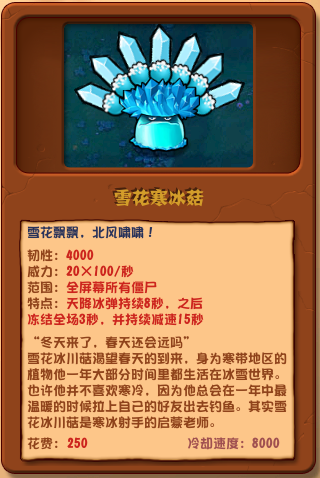 雪花寒冰菇
雪花飘飘，北风啸啸！
韧性：4000
威力：20×100/秒
范围：全屏幕所有僵尸
特点：天降冰弹持续8秒，之后
冻结全场3秒，并持续减速15秒
“冬天来了，春天还会远吗”
雪花冰川菇渴望春天的到来，身为寒带地区的
植物他一年大部分时间里都生活在冰雪世界。
也许他并不喜欢寒冷，因为他总会在一年中最
温暖的时候拉上自己的好友出去钓鱼。其实雪
花冰川菇是寒冰射手的启蒙老师。
花费：250 冷却速度：8000